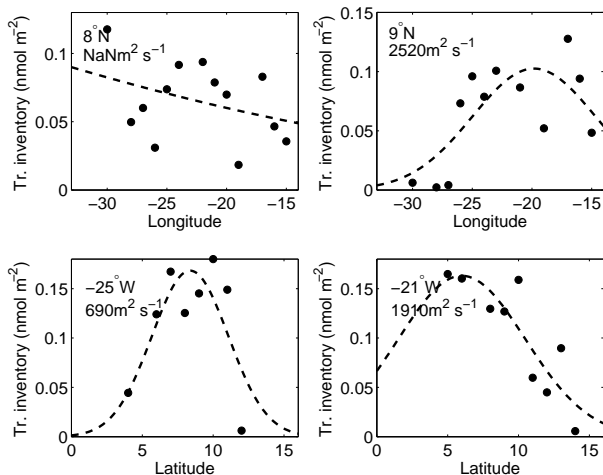 Tr. inventory (nmol m⁻²)
0.1
0.05
0
8°N
NaNm² s⁻¹
−30 −25 −20 −15
Longitude
Tr. inventory (nmol m⁻²)
0.15
0.1
0.05
0
9°N
2520m² s⁻¹
−30 −25 −20 −15
Longitude
Tr. inventory (nmol m⁻²)
0.15
0.1
0.05
0
−25°W
690m² s⁻¹
0 5 10 15
Latitude
Tr. inventory (nmol m⁻²)
0.15
0.1
0.05
0
−21°W
1910m² s⁻¹
0 5 10 15
Latitude